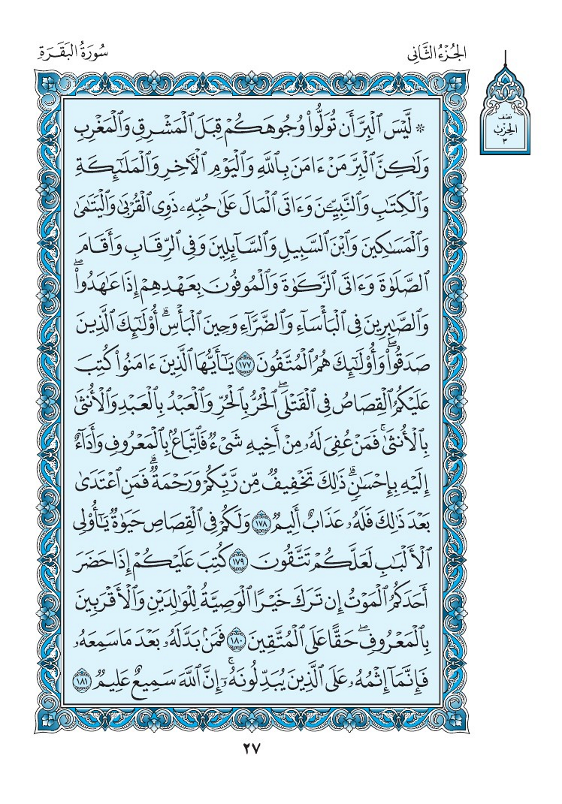 سُورَةُ البَقَرَةِ
الجُزءُ الثَّانِي
نصف
الحِزْب
٣
۞ لَّيْسَ ٱلْبِرَّ أَن تُوَلُّوا۟ وُجُوهَكُمْ قِبَلَ ٱلْمَشْرِقِ وَٱلْمَغْرِبِ
وَلَٰكِنَّ ٱلْبِرَّ مَنْ ءَامَنَ بِٱللَّهِ وَٱلْيَوْمِ ٱلْءَاخِرِ وَٱلْمَلَٰٓئِكَةِ
وَٱلْكِتَٰبِ وَٱلنَّبِيِّۦنَ وَءَاتَى ٱلْمَالَ عَلَىٰ حُبِّهِۦ ذَوِى ٱلْقُرْبَىٰ وَٱلْيَتَٰمَىٰ
وَٱلْمَسَٰكِينَ وَٱبْنَ ٱلسَّبِيلِ وَٱلسَّآئِلِينَ وَفِى ٱلرِّقَابِ وَأَقَامَ
ٱلصَّلَوٰةَ وَءَاتَى ٱلزَّكَوٰةَ وَٱلْمُوفُونَ بِعَهْدِهِمْ إِذَا عَٰهَدُوا۟ۖ
وَٱلصَّٰبِرِينَ فِى ٱلْبَأْسَآءِ وَٱلضَّرَّآءِ وَحِينَ ٱلْبَأْسِۗ أُو۟لَٰٓئِكَ ٱلَّذِينَ
صَدَقُوا۟ۖ وَأُو۟لَٰٓئِكَ هُمُ ٱلْمُتَّقُونَ ١٧٧ يَٰٓأَيُّهَا ٱلَّذِينَ ءَامَنُوا۟ كُتِبَ
عَلَيْكُمُ ٱلْقِصَاصُ فِى ٱلْقَتْلَىۖ ٱلْحُرُّ بِٱلْحُرِّ وَٱلْعَبْدُ بِٱلْعَبْدِ وَٱلْأُنثَىٰ
بِٱلْأُنثَىٰۚ فَمَنْ عُفِىَ لَهُۥ مِنْ أَخِيهِ شَىْءٌ فَٱتِّبَاعٌۢ بِٱلْمَعْرُوفِ وَأَدَآءٌ
إِلَيْهِ بِإِحْسَٰنٍۗ ذَٰلِكَ تَخْفِيفٌ مِّن رَّبِّكُمْ وَرَحْمَةٌۗ فَمَنِ ٱعْتَدَىٰ
بَعْدَ ذَٰلِكَ فَلَهُۥ عَذَابٌ أَلِيمٌ ١٧٨ وَلَكُمْ فِى ٱلْقِصَاصِ حَيَوٰةٌ يَٰٓأُو۟لِى
ٱلْأَلْبَٰبِ لَعَلَّكُمْ تَتَّقُونَ ١٧٩ كُتِبَ عَلَيْكُمْ إِذَا حَضَرَ
أَحَدَكُمُ ٱلْمَوْتُ إِن تَرَكَ خَيْرًا ٱلْوَصِيَّةُ لِلْوَٰلِدَيْنِ وَٱلْأَقْرَبِينَ
بِٱلْمَعْرُوفِۖ حَقًّا عَلَى ٱلْمُتَّقِينَ ١٨٠ فَمَنۢ بَدَّلَهُۥ بَعْدَ مَا سَمِعَهُۥ
فَإِنَّمَآ إِثْمُهُۥ عَلَى ٱلَّذِينَ يُبَدِّلُونَهُۥٓۚ إِنَّ ٱللَّهَ سَمِيعٌ عَلِيمٌ ١٨١
٢٧